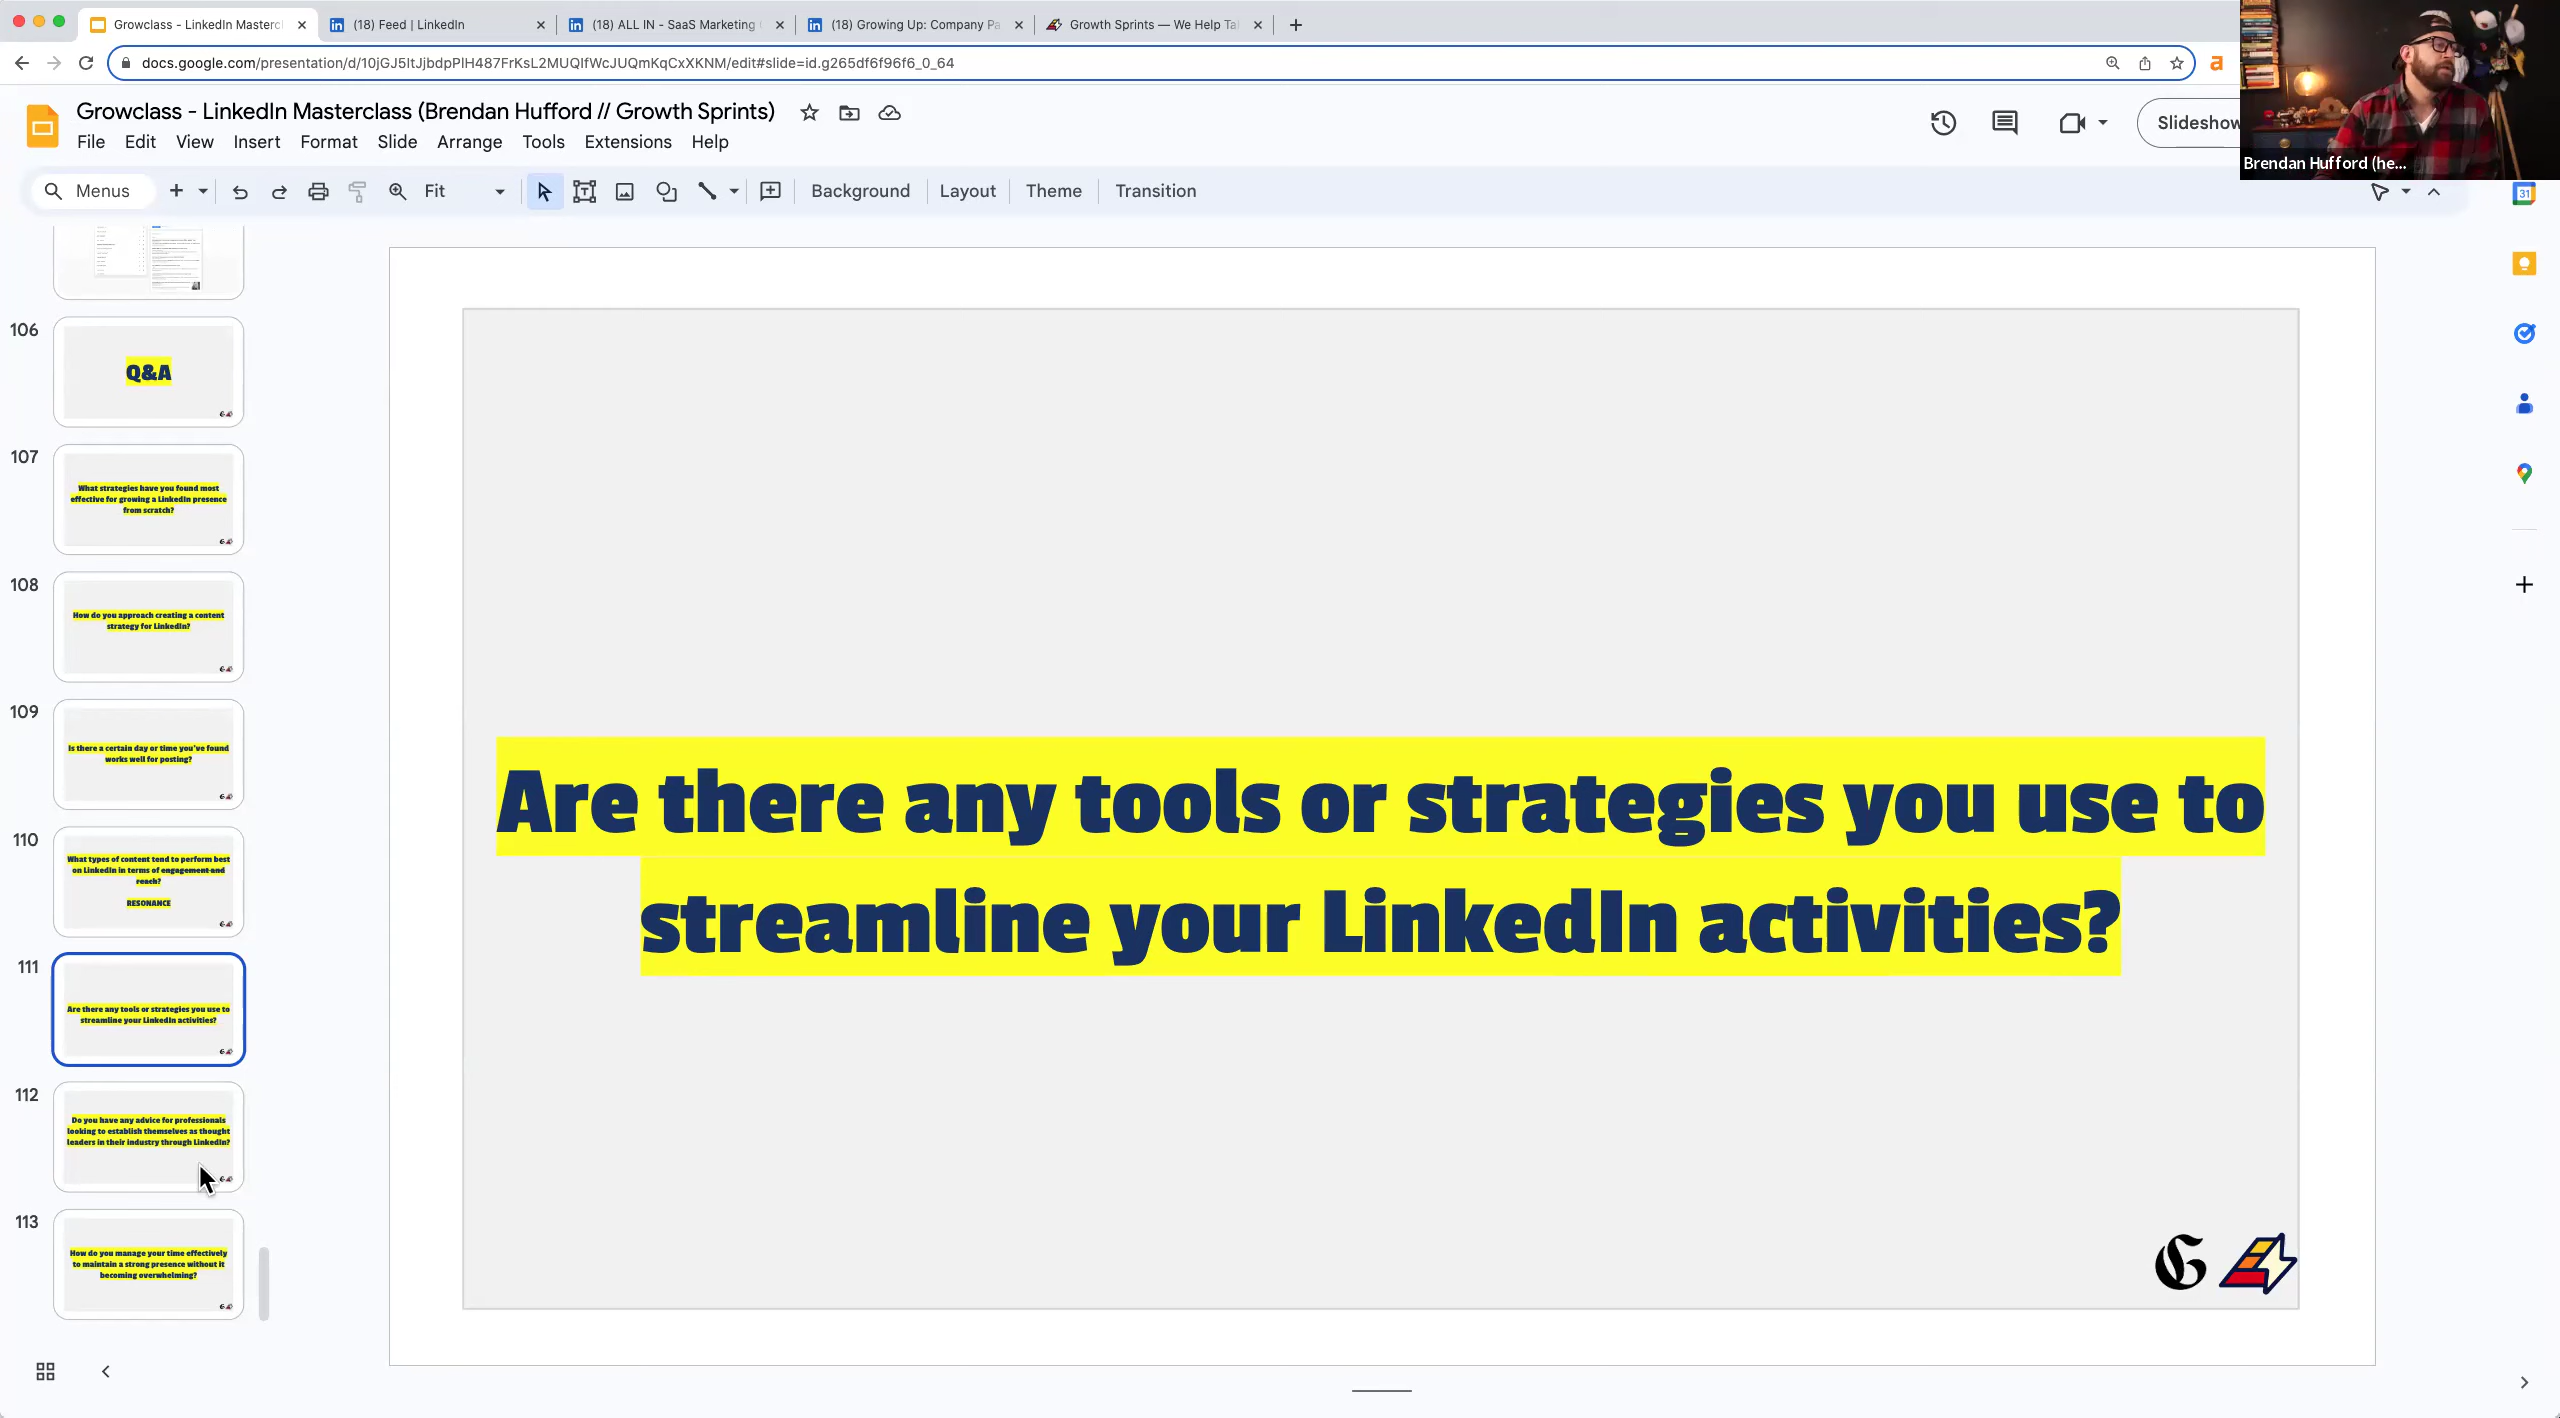 Growclass - LinkedIn Masterc
(18) Feed | LinkedIn
(18) ALL IN - SaaS Marketing
(18) Growing Up: Company Pa
Growth Sprints — We Help Ta
docs.google.com/presentation/d/10jGJ5ItJjbdpPIH487FrKsL2MUQIfWcJUQmKqCxXKNM/edit#slide=id.g265df6f96f6_0_64
Growclass - LinkedIn Masterclass (Brendan Hufford // Growth Sprints)
File Edit View Insert Format Slide Arrange Tools Extensions Help
Slideshow
Brendan Hufford (he...
Menus
Fit
Background
Layout
Theme
Transition
31
106
Q&A
107
What strategies have you found most
effective for growing a LinkedIn presence
from scratch?
108
How do you approach creating a content
strategy for LinkedIn?
109
Is there a certain day or time you've found
works well for posting?
110
What types of content tend to perform best
on LinkedIn in terms of engagement and
reach?
RESONANCE
111
Are there any tools or strategies you use to
streamline your LinkedIn activities?
112
Do you have any advice for professionals
looking to establish themselves as thought
leaders in their industry through LinkedIn?
113
How do you manage your time effectively
to maintain a strong presence without it
becoming overwhelming?
Are there any tools or strategies you use to
streamline your LinkedIn activities?
G